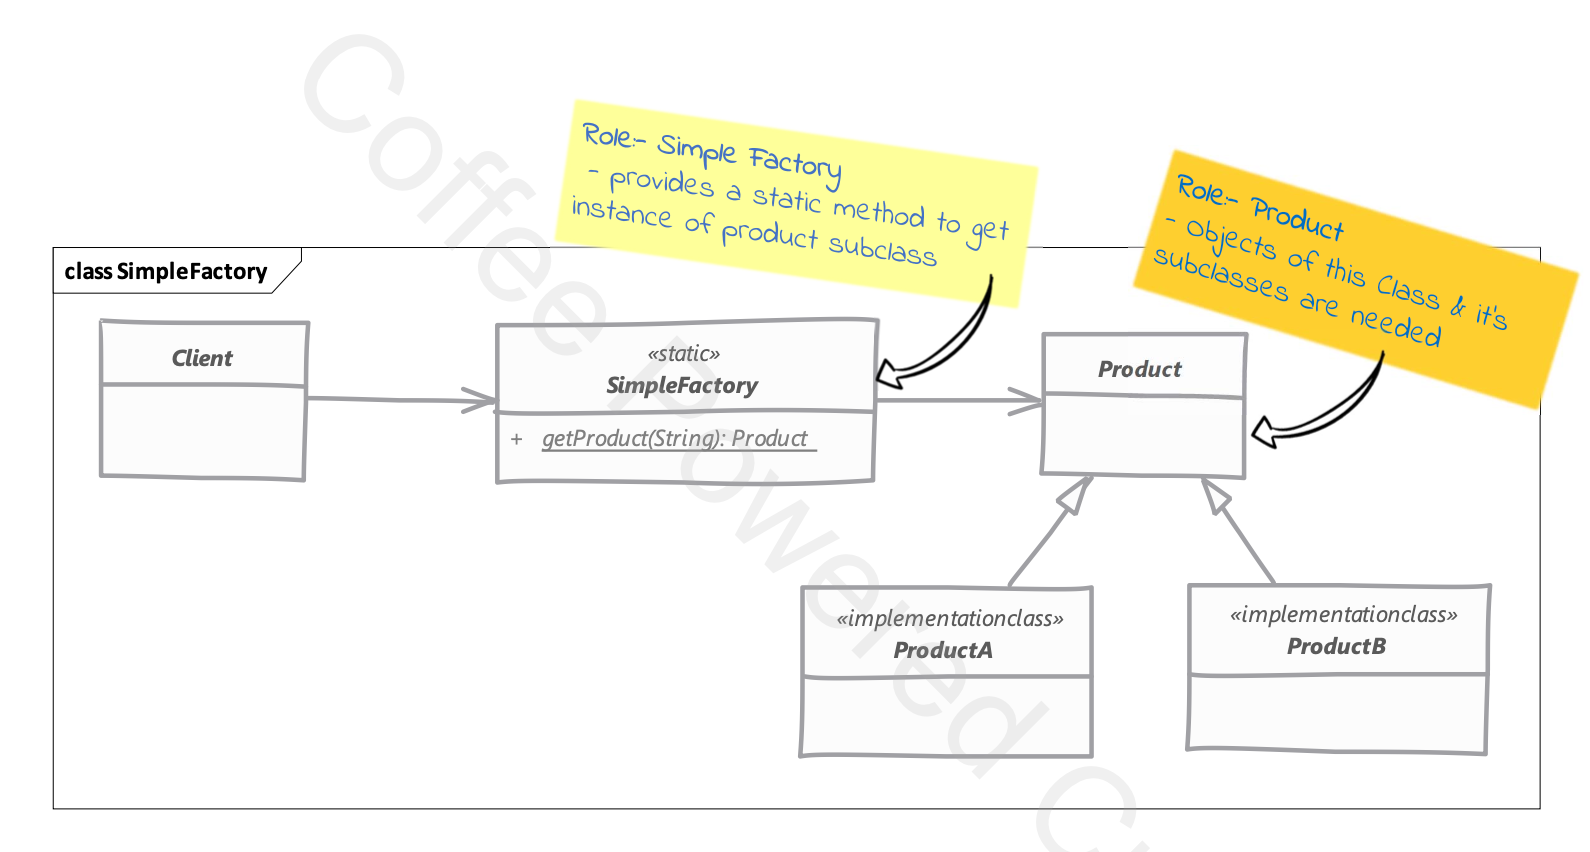 Role:- Simple Factory
- provides a static method to get
instance of product subclass
Role:- Product
- Objects of this Class & it's
subclasses are needed
class SimpleFactory
Client
«static»
SimpleFactory
+ getProduct(String): Product
Product
«implementationclass»
ProductA
«implementationclass»
ProductB
Coffee Powered C